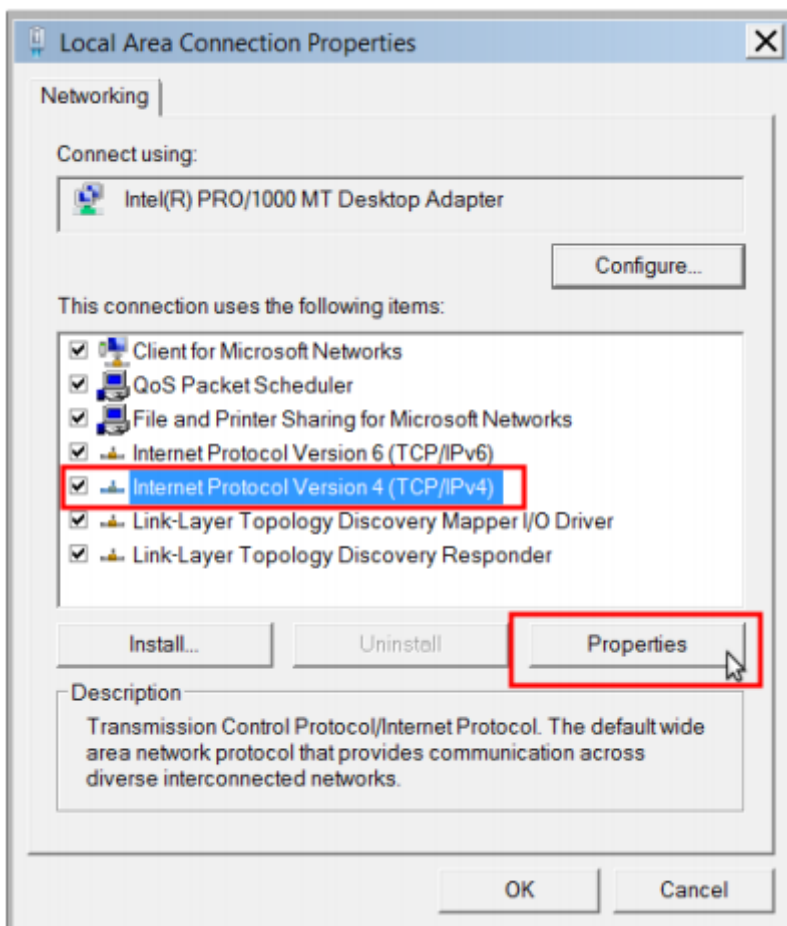 Local Area Connection Properties
Networking
Connect using:
Intel(R) PRO/1000 MT Desktop Adapter
Configure...
This connection uses the following items:
Client for Microsoft Networks
QoS Packet Scheduler
File and Printer Sharing for Microsoft Networks
Internet Protocol Version 6 (TCP/IPv6)
Internet Protocol Version 4 (TCP/IPv4)
Link-Layer Topology Discovery Mapper I/O Driver
Link-Layer Topology Discovery Responder
Install... Uninstall Properties
Description
Transmission Control Protocol/Internet Protocol. The default wide
area network protocol that provides communication across
diverse interconnected networks.
OK Cancel